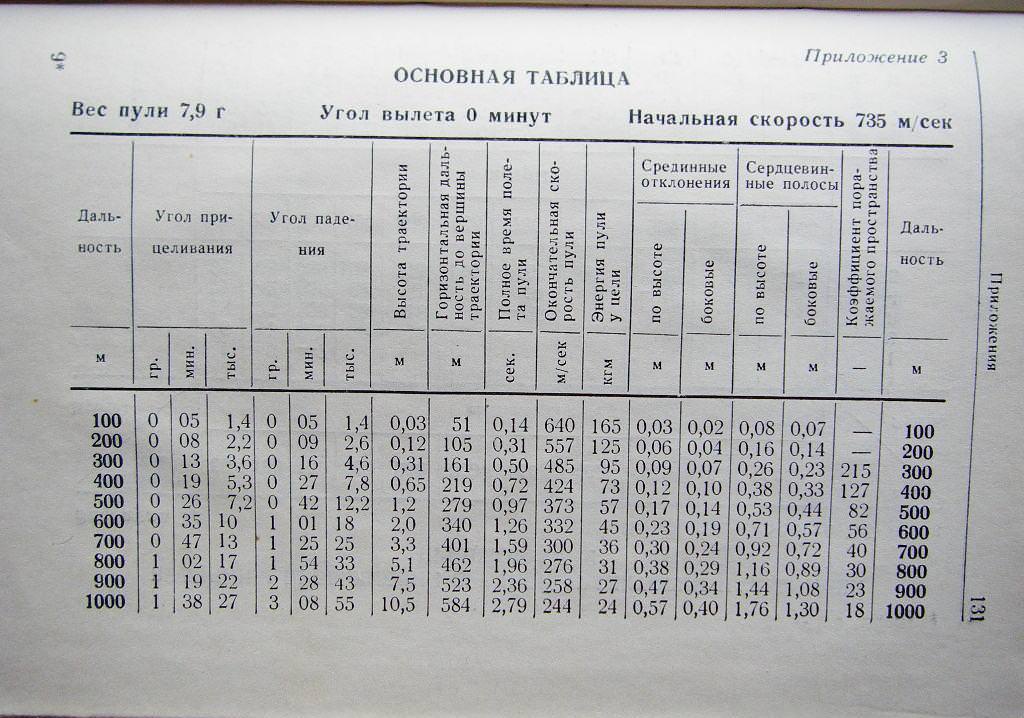 Приложение 3
*6
ОСНОВНАЯ ТАБЛИЦА
Вес пули 7,9 г Угол вылета 0 минут Начальная скорость 735 м/сек
Даль-
ность
Угол при-
целивания
Угол паде-
ния
Высота траектории
Горизонтальная даль-
ность до вершины
траектории
Полное время поле-
та пули
Окончательная ско-
рость пули
Энергия пули
у цели
Срединные
отклонения
по высоте
боковые
Сердцевин-
ные полосы
по высоте
боковые
Коэффициент пора-
жаемого пространства
Даль-
ность
м гр. мин. тыс. гр. мин. тыс. м м сек. м/сек кгм м м м м — м
100 0 05 1,4 0 05 1,4 0,03 51 0,14 640 165 0,03 0,02 0,08 0,07 — 100
200 0 08 2,2 0 09 2,6 0,12 105 0,31 557 125 0,06 0,04 0,16 0,14 — 200
300 0 13 3,6 0 16 4,6 0,31 161 0,50 485 95 0,09 0,07 0,26 0,23 215 300
400 0 19 5,3 0 27 7,8 0,65 219 0,72 424 73 0,12 0,10 0,38 0,33 127 400
500 0 26 7,2 0 42 12,2 1,2 279 0,97 373 57 0,17 0,14 0,53 0,44 82 500
600 0 35 10 1 01 18 2,0 340 1,26 332 45 0,23 0,19 0,71 0,57 56 600
700 0 47 13 1 25 25 3,3 401 1,59 300 36 0,30 0,24 0,92 0,72 40 700
800 1 02 17 1 54 33 5,1 462 1,96 276 31 0,38 0,29 1,16 0,89 30 800
900 1 19 22 2 28 43 7,5 523 2,36 258 27 0,47 0,34 1,44 1,08 23 900
1000 1 38 27 3 08 55 10,5 584 2,79 244 24 0,57 0,40 1,76 1,30 18 1000
Приложения
131